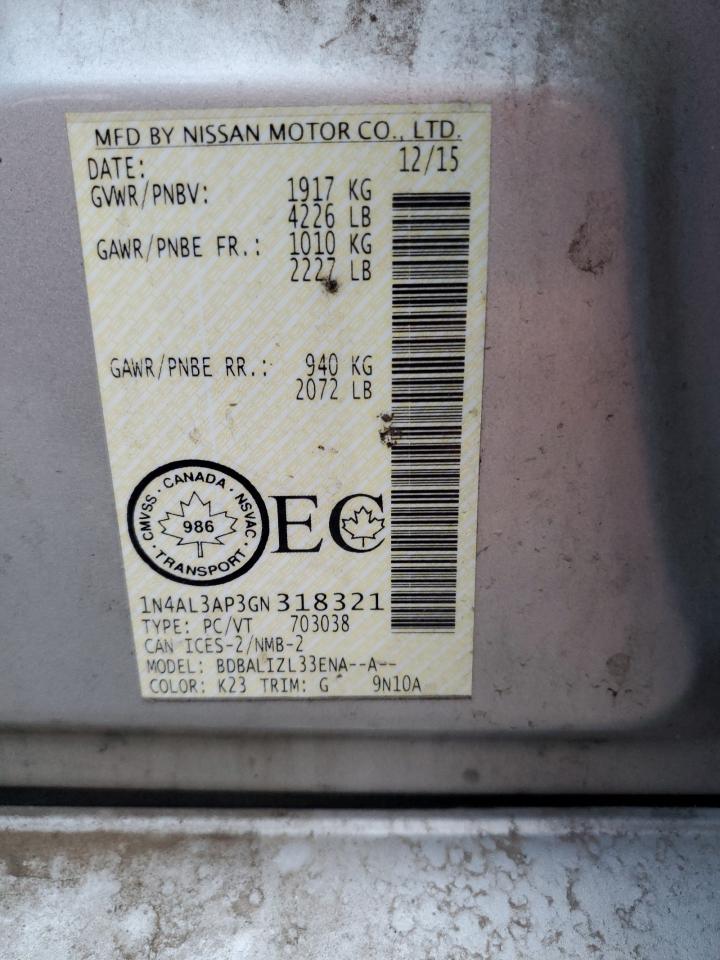 MFD BY NISSAN MOTOR CO., LTD.
DATE: 12/15
GVWR/PNBV: 1917 KG
4226 LB
GAWR/PNBE FR.: 1010 KG
2227 LB
GAWR/PNBE RR.: 940 KG
2072 LB
CMVSS · CANADA · NSVAC · TRANSPORT ·
986
EC
1N4AL3AP3GN 318321
TYPE: PC/VT 703038
CAN ICES-2/NMB-2
MODEL: BDBALIZL33ENA--A--
COLOR: K23 TRIM: G 9N10A